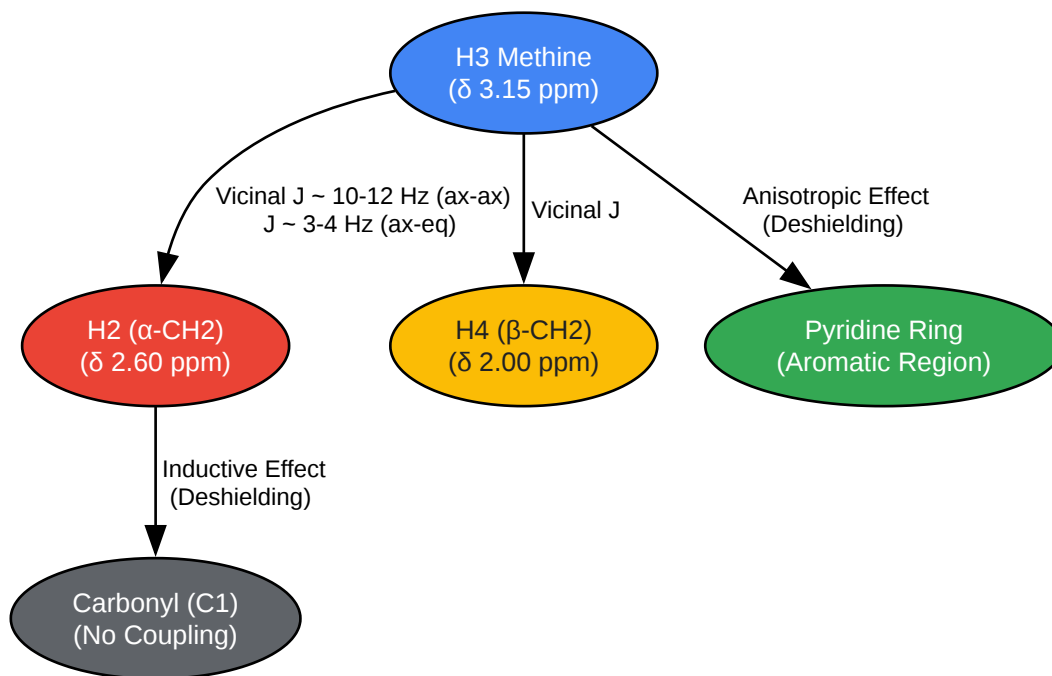 H3 Methine
(δ 3.15 ppm)
Vicinal J ~ 10-12 Hz (ax-ax)
J ~ 3-4 Hz (ax-eq)
Vicinal J
Anisotropic Effect
(Deshielding)
H2 (α-CH2)
(δ 2.60 ppm)
H4 (β-CH2)
(δ 2.00 ppm)
Pyridine Ring
(Aromatic Region)
Inductive Effect
(Deshielding)
Carbonyl (C1)
(No Coupling)